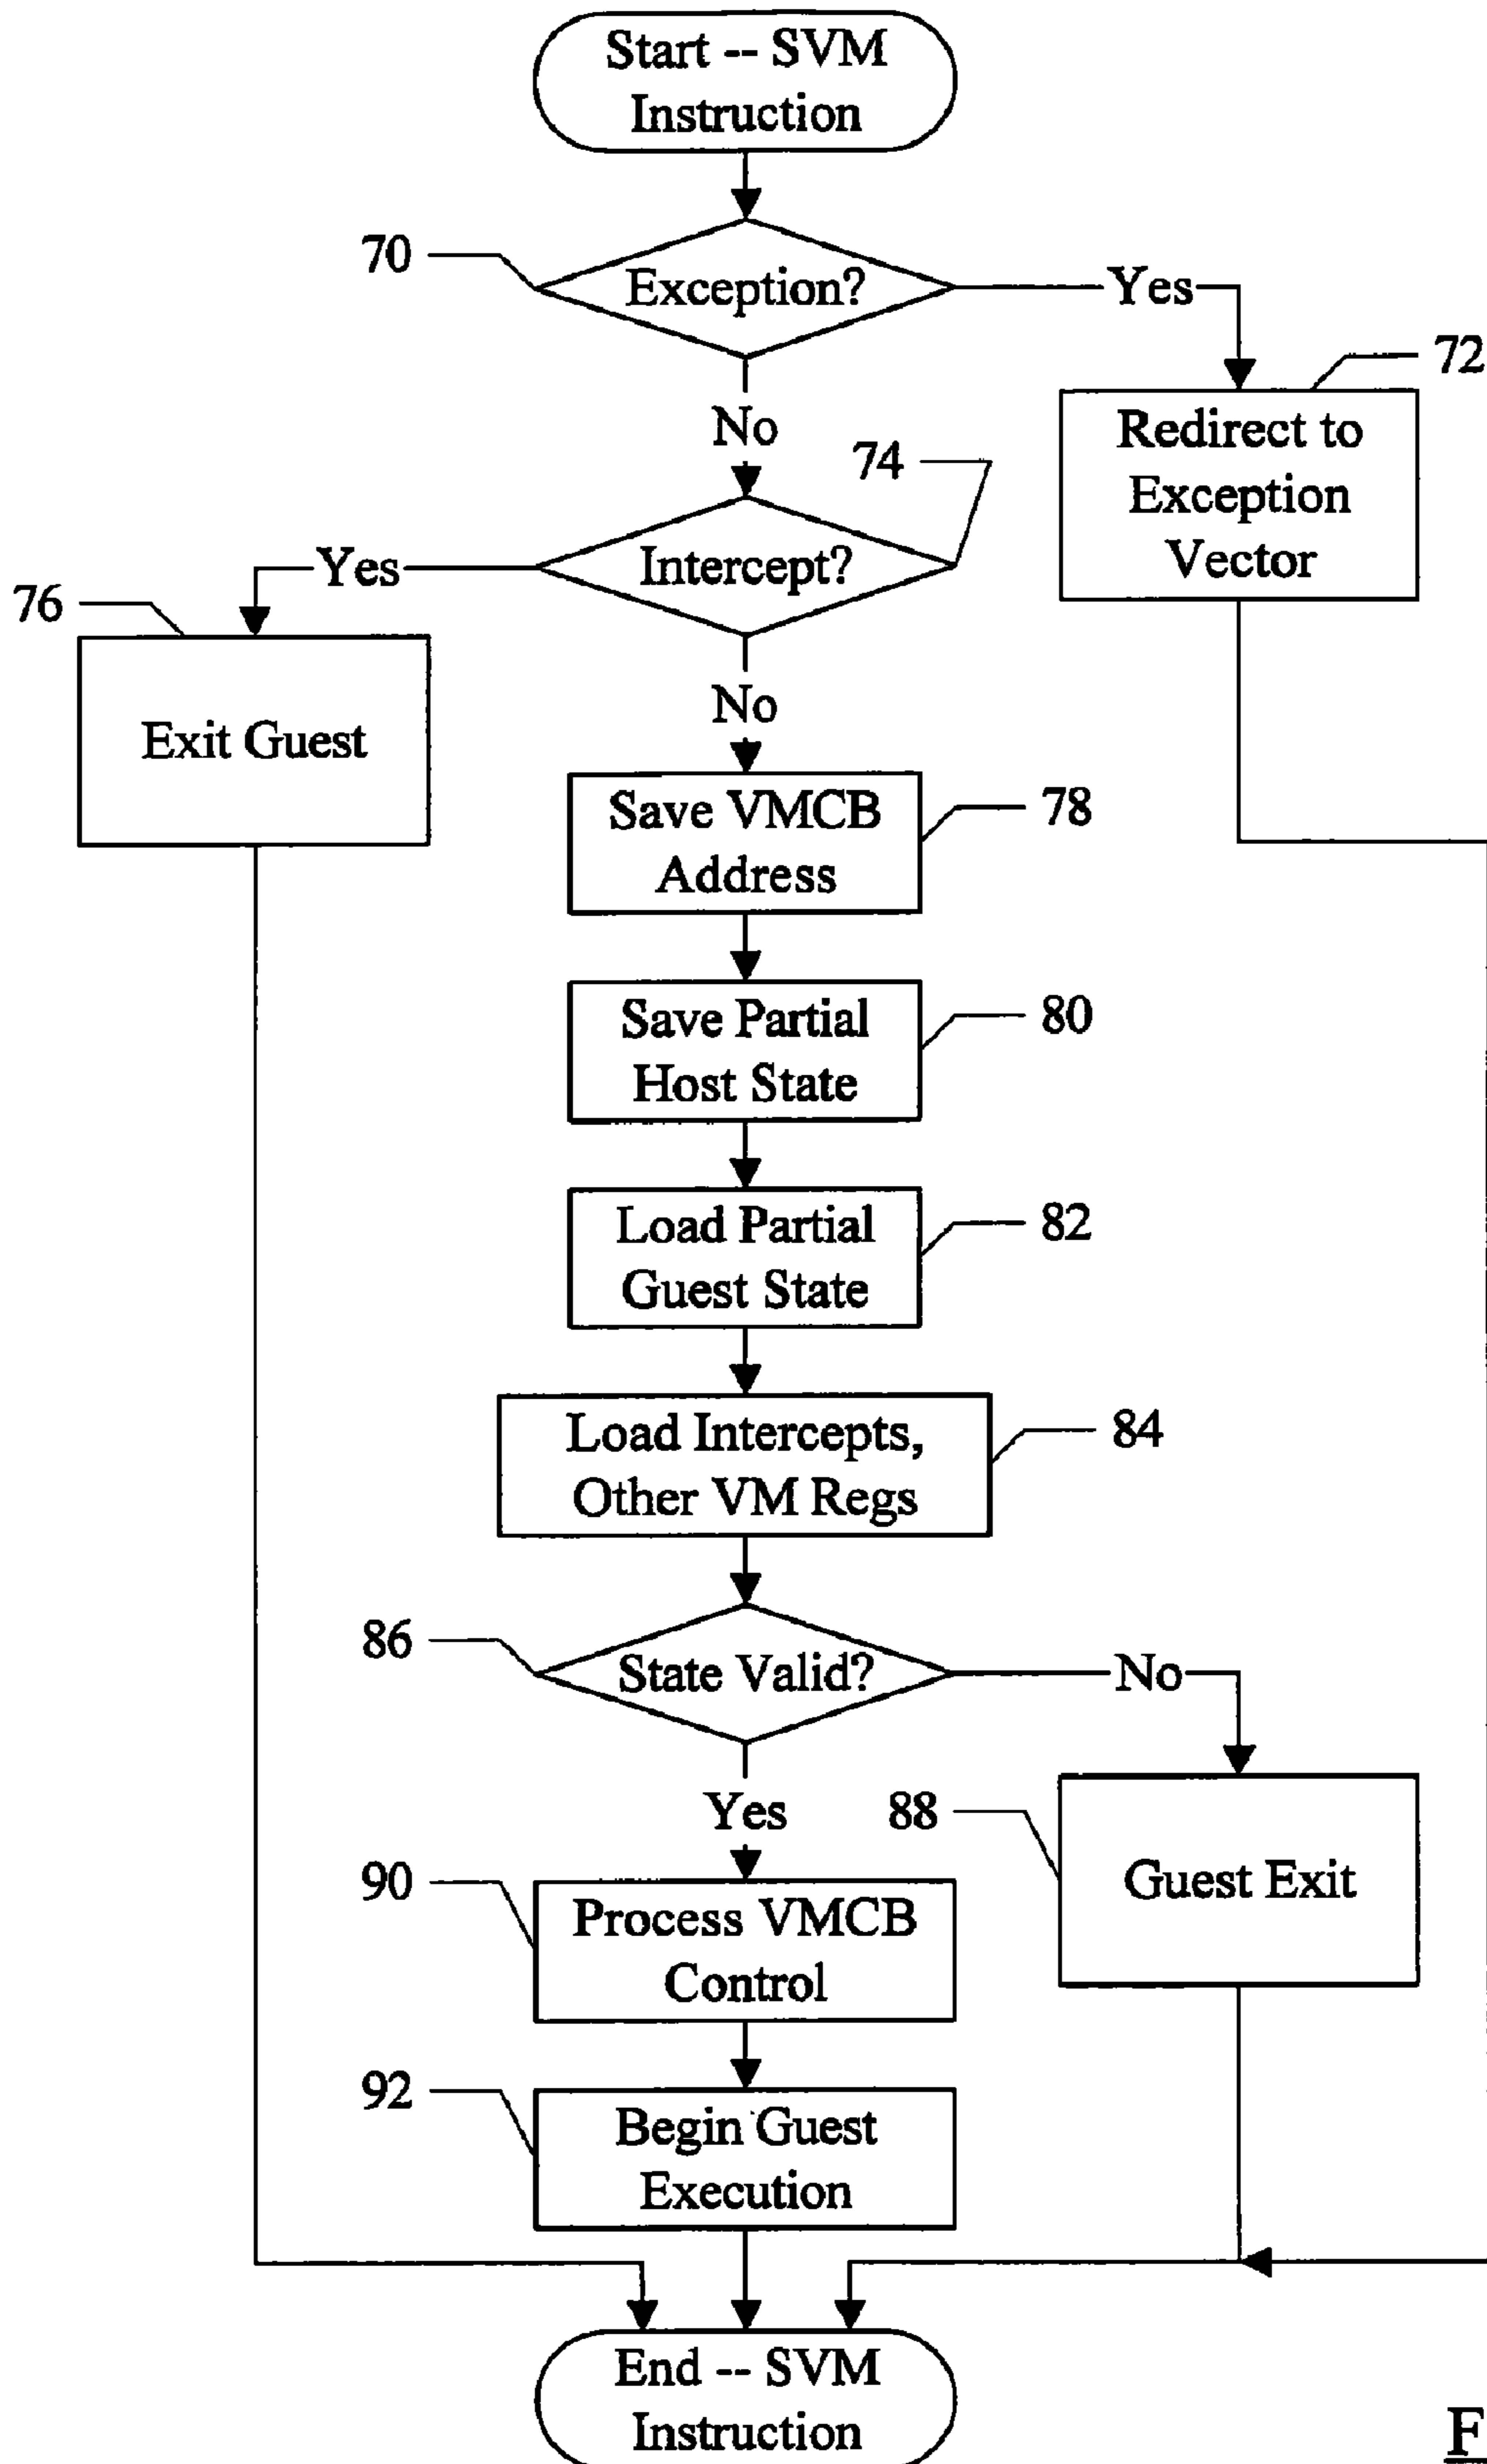 Start -- SVM
Instruction
70
Exception?
Yes
72
Redirect to
Exception
Vector
No
74
Intercept?
Yes
76
Exit Guest
No
Save VMCB
Address
78
Save Partial
Host State
80
Load Partial
Guest State
82
Load Intercepts,
Other VM Regs
84
86
State Valid?
No
Yes
88
Guest Exit
90
Process VMCB
Control
92
Begin Guest
Execution
End -- SVM
Instruction
F